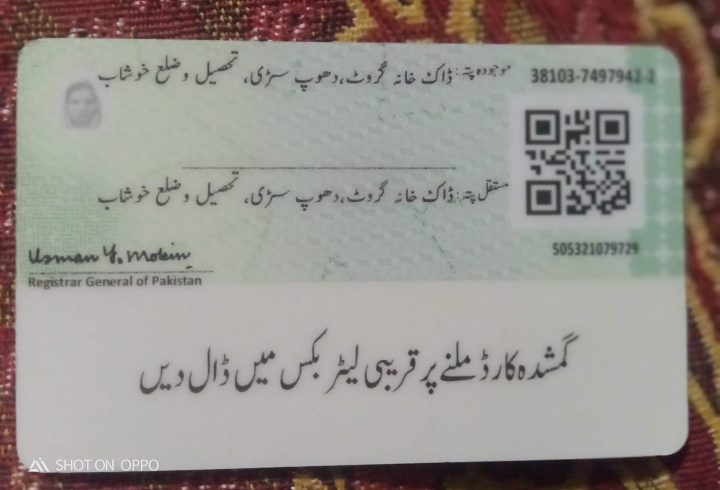 موجودہ پتہ: ڈاک خانہ گروٹ، دھوپ سڑی، تحصیل و ضلع خوشاب
38103-7497941-2
مستقل پتہ: ڈاک خانہ گروٹ، دھوپ سڑی، تحصیل و ضلع خوشاب
505321079729
Usman Y. Mobin
Registrar General of Pakistan
گمشدہ کارڈ ملنے پر قریبی لیٹر بکس میں ڈال دیں
SHOT ON OPPO